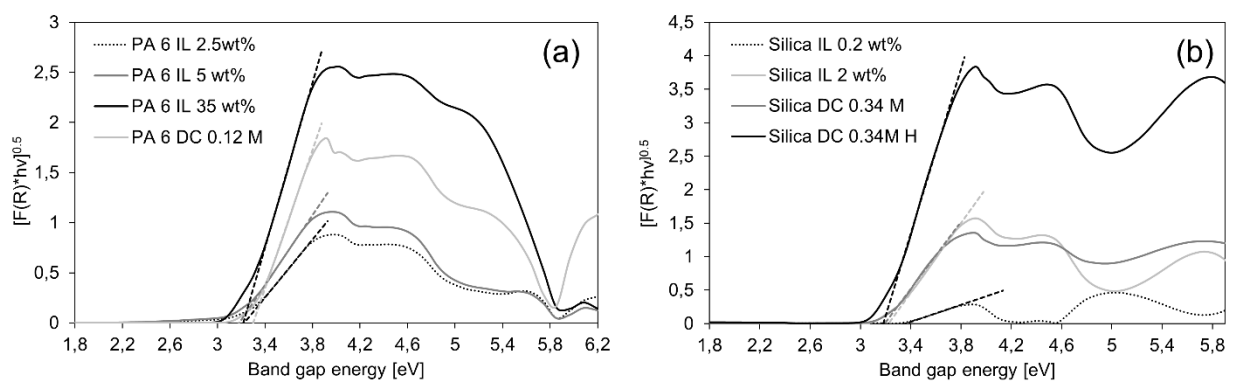 (a)
[F(R)*hν]0.5
3
2,5
2
1,5
1
0,5
0
PA 6 IL 2.5wt%
PA 6 IL 5 wt%
PA 6 IL 35 wt%
PA 6 DC 0.12 M
1,8 2,2 2,6 3 3,4 3,8 4,2 4,6 5 5,4 5,8 6,2
Band gap energy [eV]
(b)
[F(R)*hν]0.5
4,5
4
3,5
3
2,5
2
1,5
1
0,5
0
Silica IL 0.2 wt%
Silica IL 2 wt%
Silica DC 0.34 M
Silica DC 0.34M H
1,8 2,2 2,6 3 3,4 3,8 4,2 4,6 5 5,4 5,8
Band gap energy [eV]